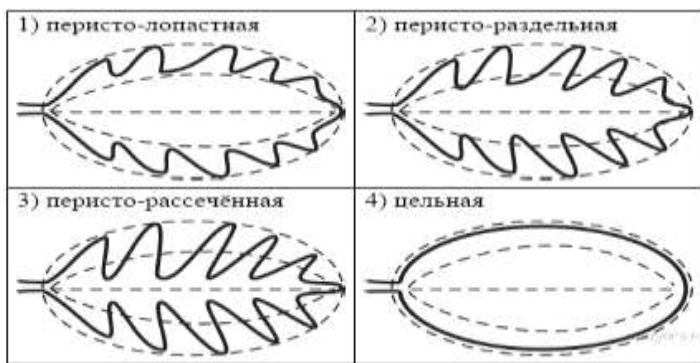 1) перисто-лопастная
2) перисто-раздельная
3) перисто-рассечённая
4) цельная